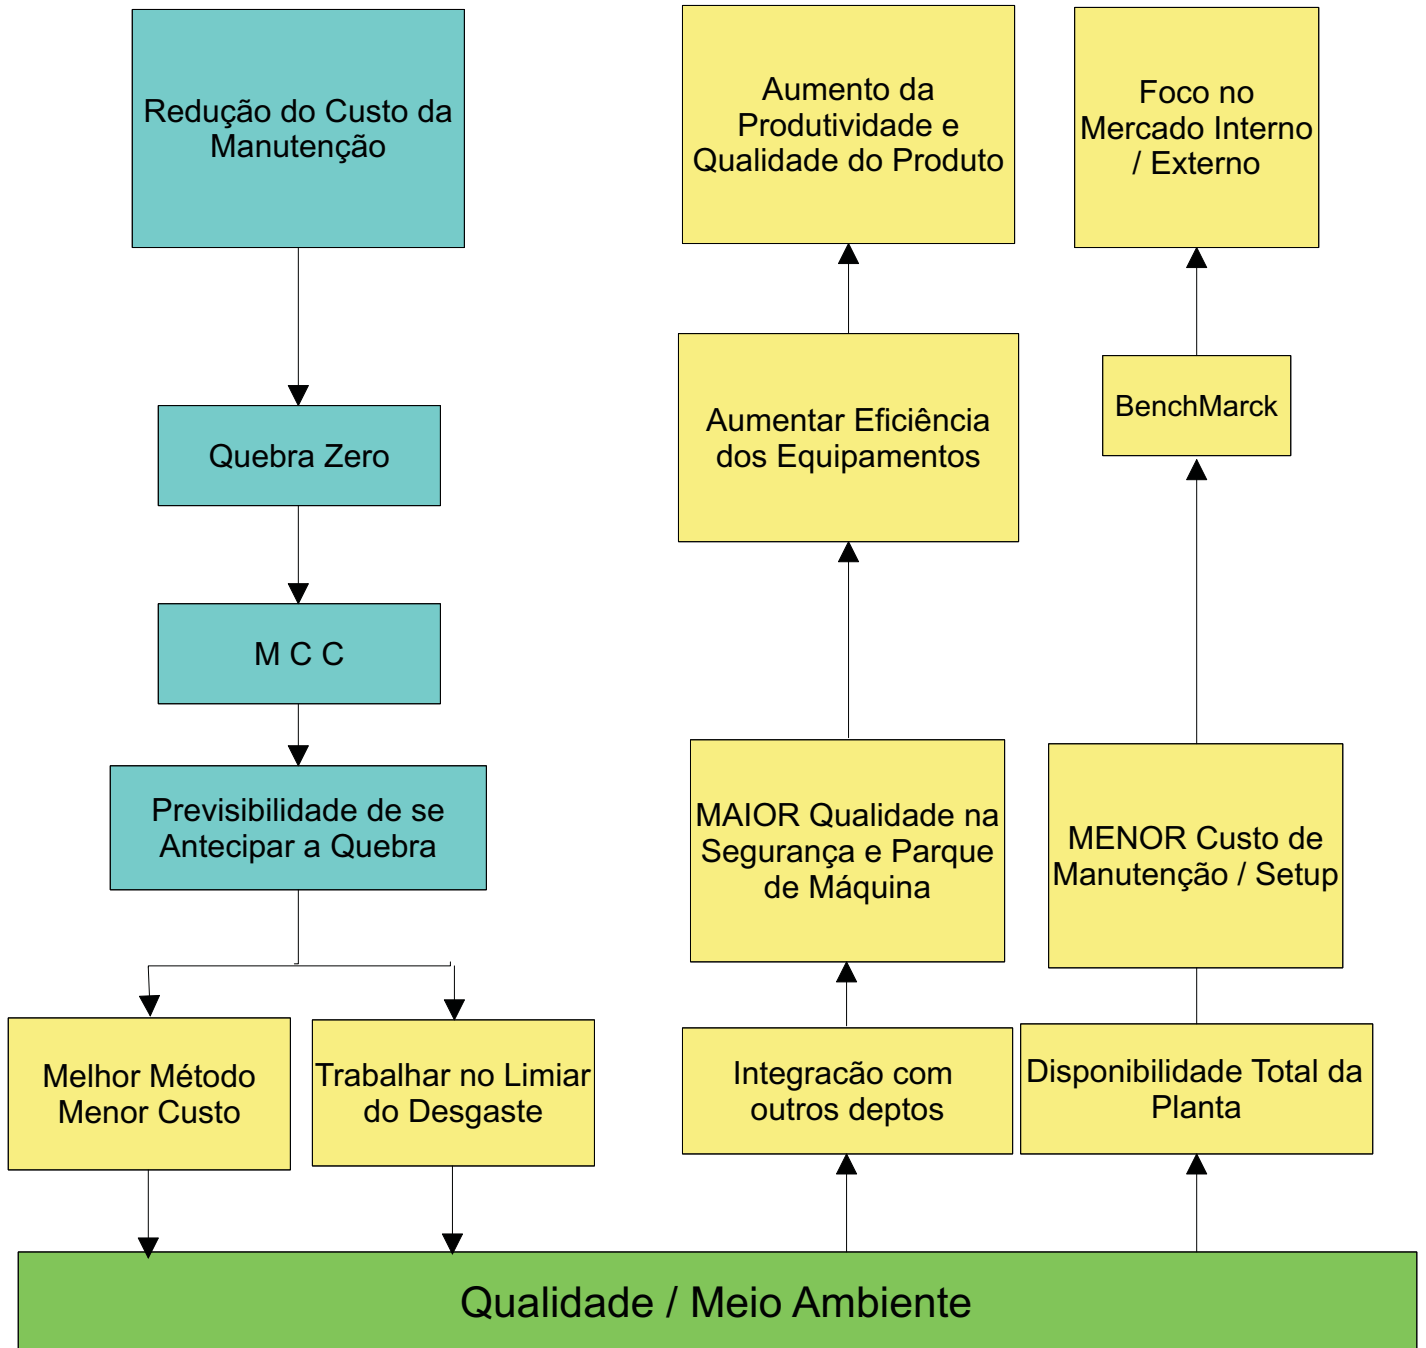 Redução do Custo da
Manutenção
Aumento da
Produtividade e
Qualidade do Produto
Foco no
Mercado Interno
/ Externo
Quebra Zero
Aumentar Eficiência
dos Equipamentos
BenchMarck
M C C
Previsibilidade de se
Antecipar a Quebra
MAIOR Qualidade na
Segurança e Parque
de Máquina
MENOR Custo de
Manutenção / Setup
Melhor Método
Menor Custo
Trabalhar no Limiar
do Desgaste
Integracão com
outros deptos
Disponibilidade Total da
Planta
Qualidade / Meio Ambiente